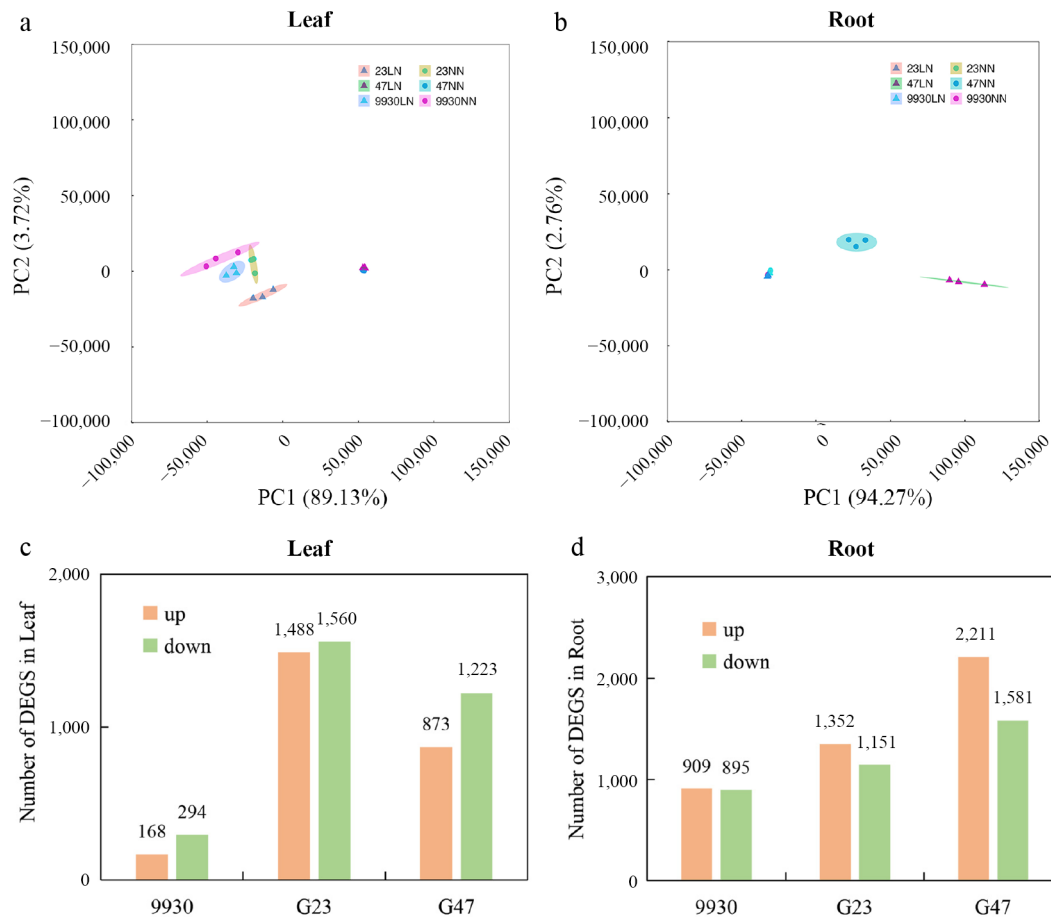 a
Leaf
150,000
100,000
50,000
0
−50,000
−100,000
PC2 (3.72%)
23LN 23NN
47LN 47NN
9930LN 9930NN
−100,000 −50,000 0 50,000 100,000 150,000
PC1 (89.13%)
b
Root
150,000
100,000
50,000
0
−50,000
−100,000
PC2 (2.76%)
23LN 23NN
47LN 47NN
9930LN 9930NN
~
−100,000 −50,000 0 50,000 100,000 150,000
PC1 (94.27%)
c
Leaf
2,000
1,000
0
Number of DEGS in Leaf
up
down
168 294 1,488 1,560 873 1,223
9930 G23 G47
d
Root
3,000
2,000
1,000
0
Number of DEGS in Root
up
down
909 895 1,352 1,151 2,211 1,581
9930 G23 G47